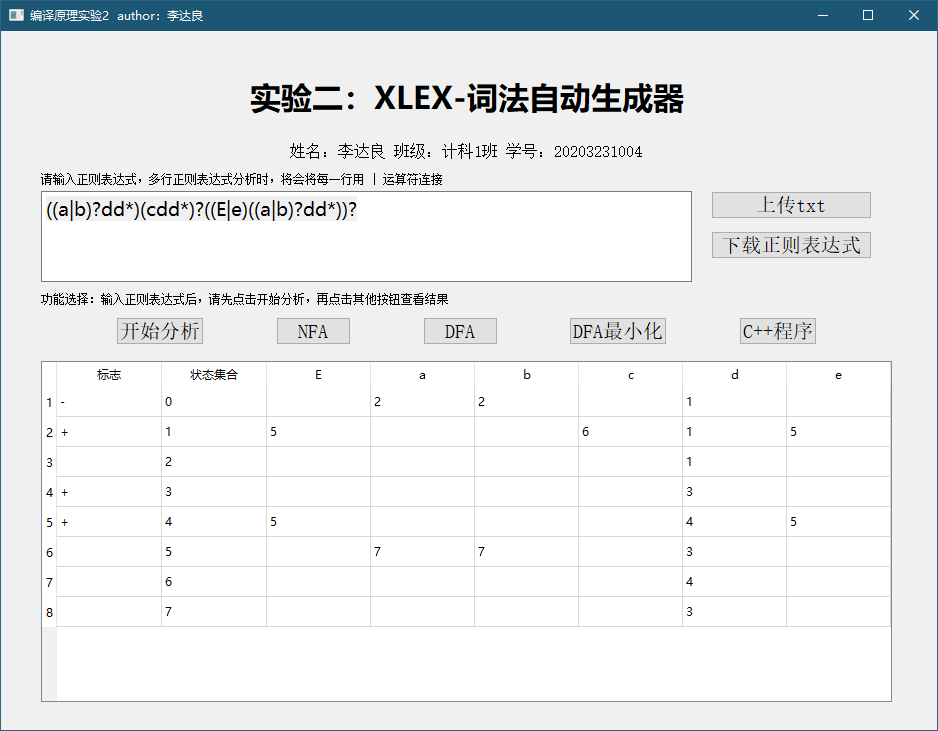 编译原理实验2 author：李达良
实验二：XLEX-词法自动生成器
姓名：李达良 班级：计科1班 学号：20203231004
请输入正则表达式，多行正则表达式分析时，将会将每一行用 | 运算符连接
((a|b)?dd*)(cdd*)?((E|e)((a|b)?dd*))?
上传txt
下载正则表达式
功能选择：输入正则表达式后，请先点击开始分析，再点击其他按钮查看结果
开始分析 NFA DFA DFA最小化 C++程序
标志 状态集合 E a b c d e
1 - 0 2 2 1
2 + 1 5 6 1 5
3 2 1
4 + 3 3
5 + 4 5 4 5
6 5 7 7 3
7 6 4
8 7 3